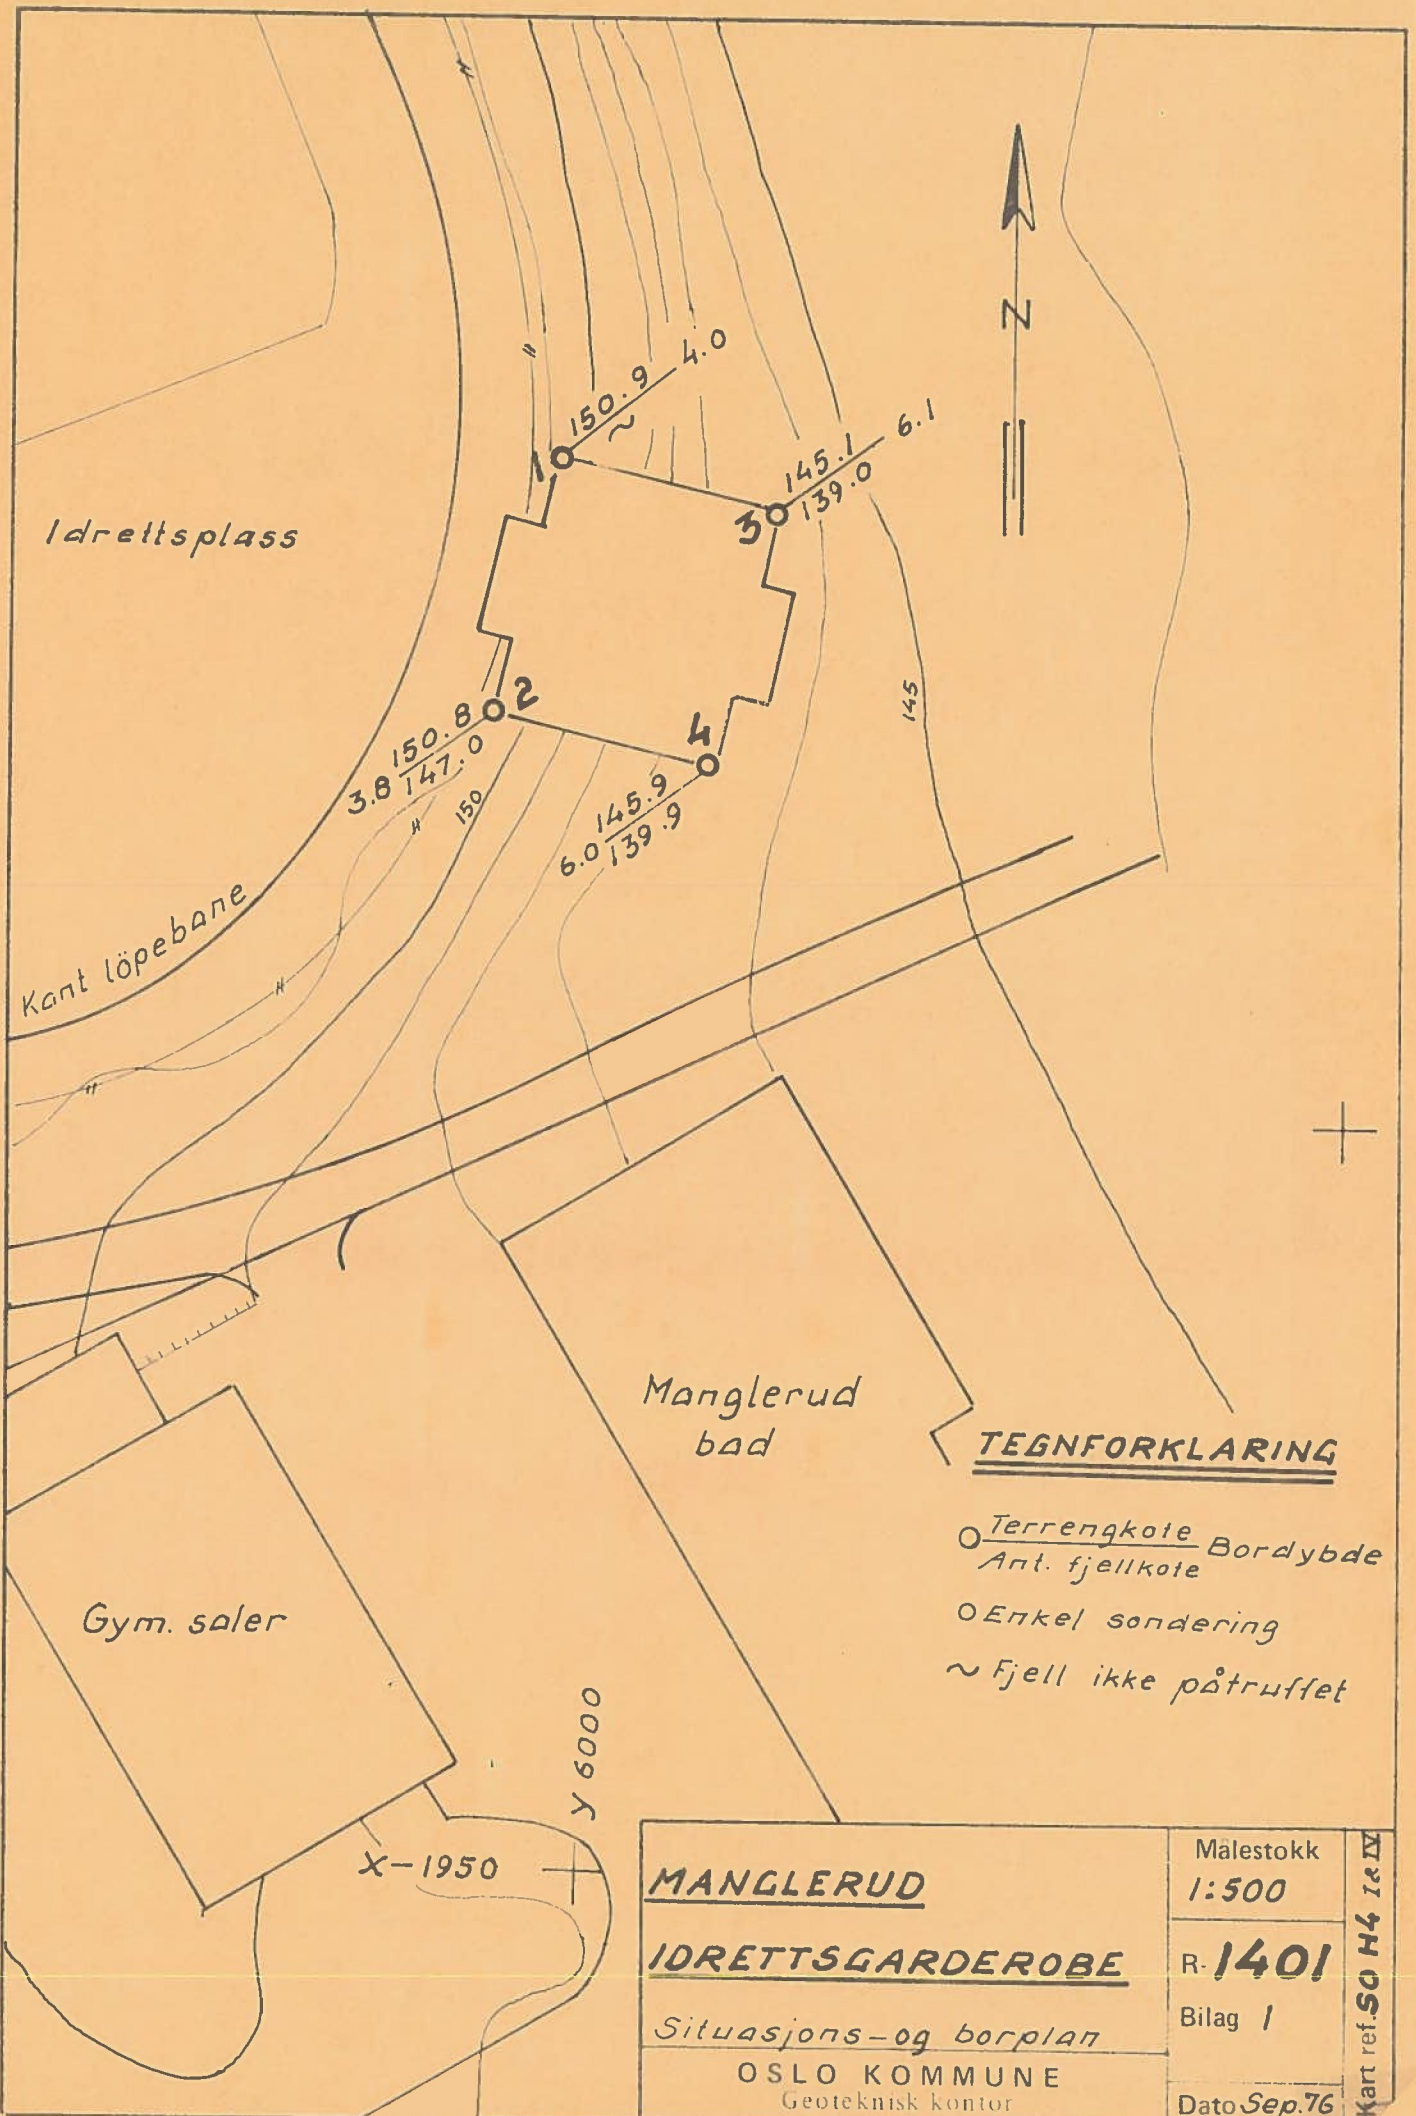 N
150.9
4.0
~
1
145.1
6.1
139.0
3
Idrettsplass
2
150.8
3.8
147.0
150
4
145.9
6.0
139.9
145
Kant löpebane
Manglerud
bad
Gym. saler
TEGNFORKLARING
Terrengkote
Ant. fjellkote
Bordybde
Enkel sondering
~ Fjell ikke påtruffet
Y 6000
X-1950
MANGLERUD
IDRETTSGARDEROBE
Situasjons-og borplan
OSLO KOMMUNE
Geoteknisk kontor
Målestokk
1:500
R-1401
Bilag 1
Dato Sep. 76
Kart ref. SO H4 I&IV